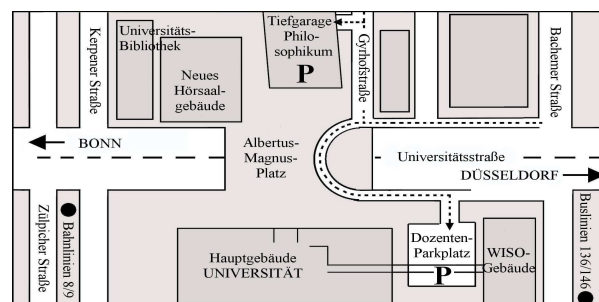 Kerpener Straße
Universitäts-
Bibliothek
Neues
Hörsaal-
gebäude
Tiefgarage
Philo-
sophikum
P
Gyrhofstraße
Bachemer Straße
BONN
Albertus-
Magnus-
Platz
Universitätsstraße
DÜSSELDORF
Zülpicher Straße
Bahnlinien 8/9
Hauptgebäude
UNIVERSITÄT
Dozenten-
Parkplatz
P
WISO-
Gebäude
Buslinien 136/146